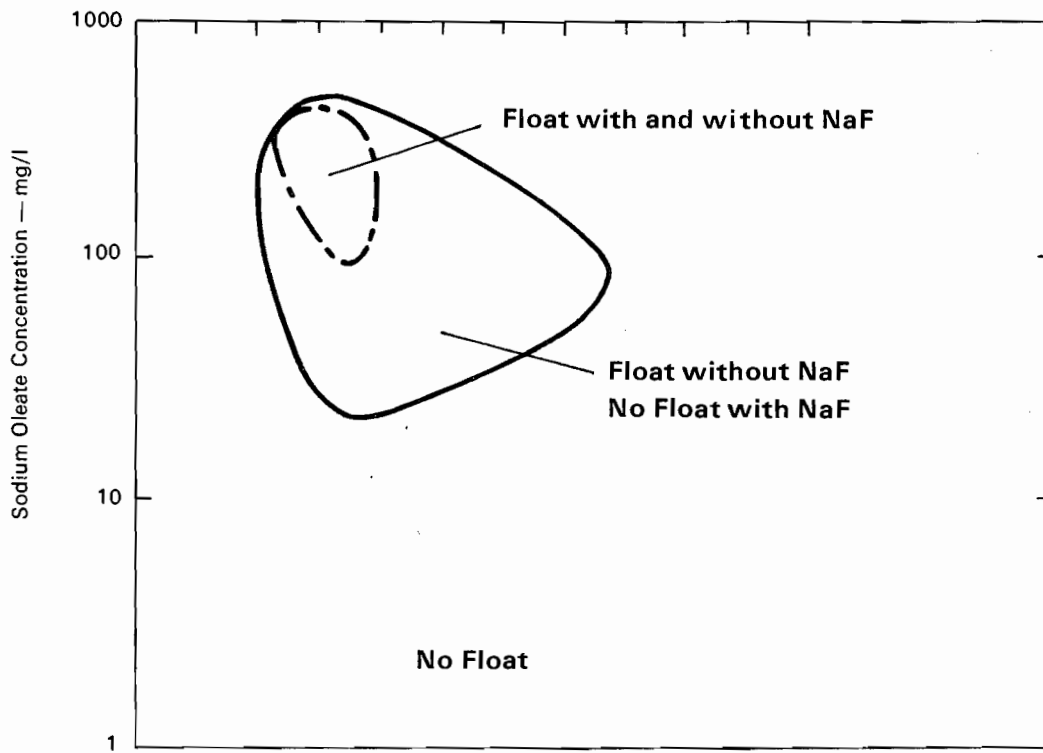 1000
Float with and without NaF
100
Float without NaF
No Float with NaF
10
No Float
1
Sodium Oleate Concentration — mg/l